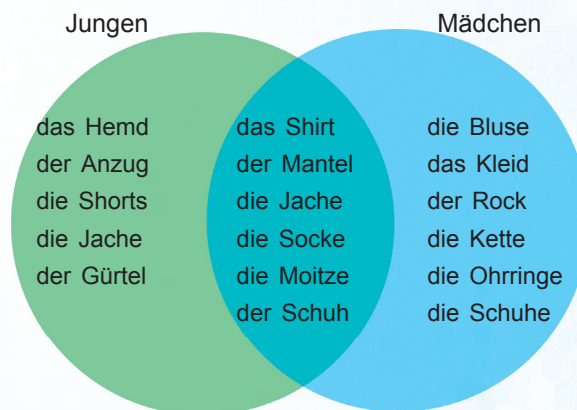 Jungen
Mädchen
das Hemd
der Anzug
die Shorts
die Jache
der Gürtel
das Shirt
der Mantel
die Jache
die Socke
die Moitze
der Schuh
die Bluse
das Kleid
der Rock
die Kette
die Ohrringe
die Schuhe